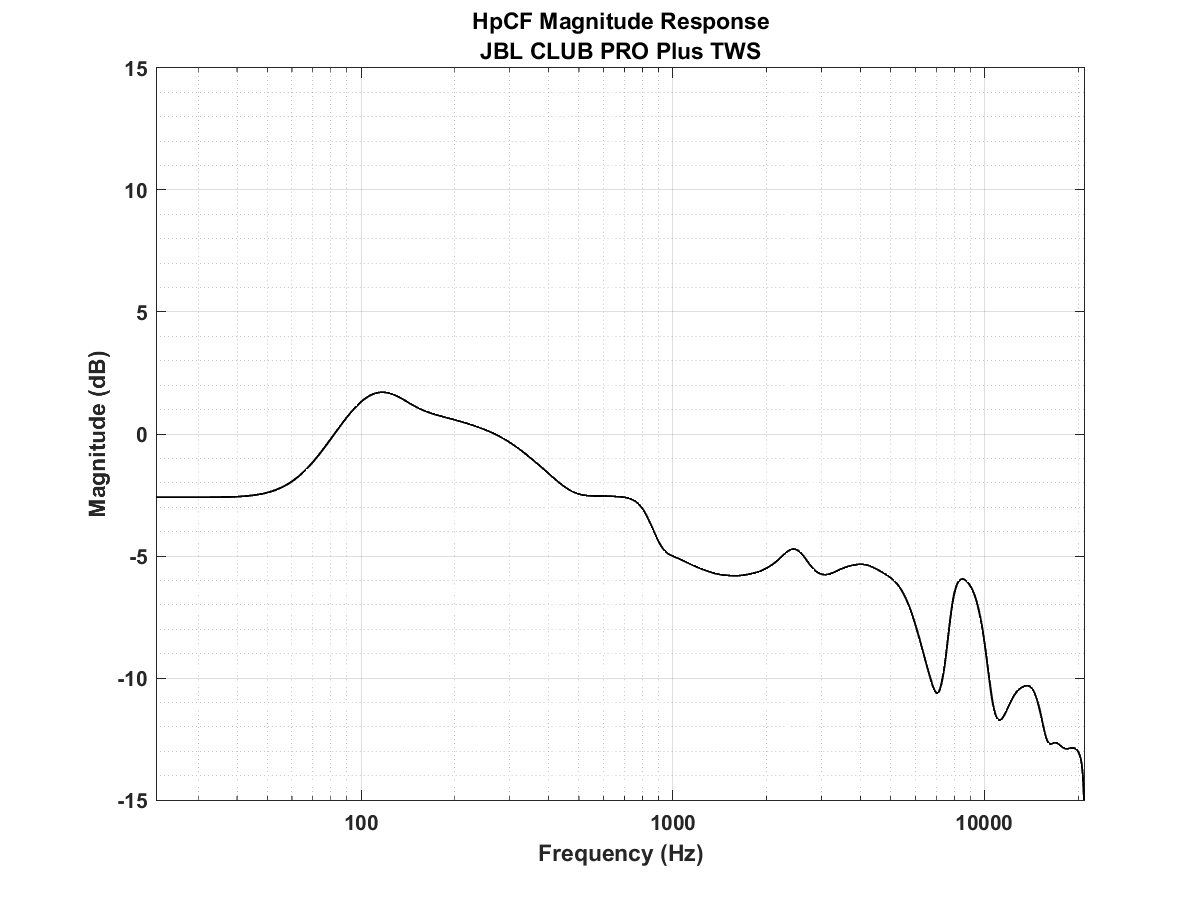 HpCF Magnitude Response
JBL CLUB PRO Plus TWS
15
10
5
0
-5
-10
-15
Magnitude (dB)
100 1000 10000
Frequency (Hz)